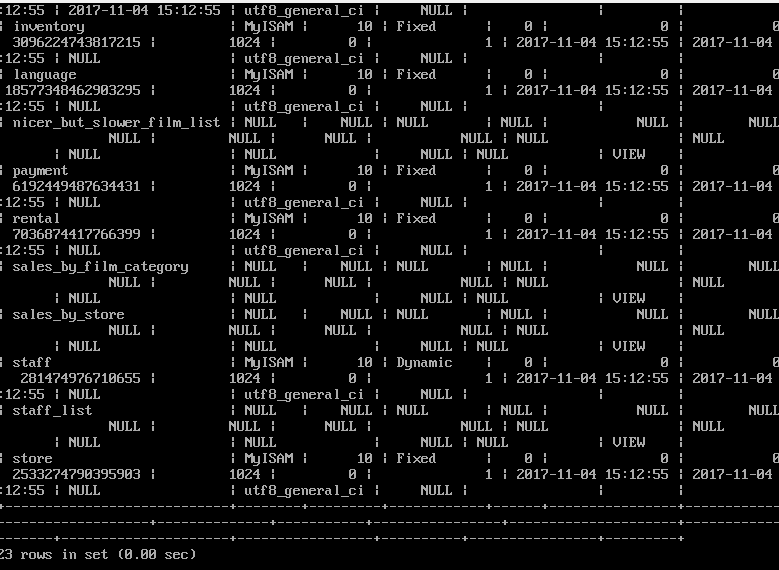 :12:55 | 2017-11-04 15:12:55 | utf8_general_ci | NULL | | |
| inventory | MyISAM | 10 | Fixed | 0 | 0 | 0
3096224743817215 | 1024 | 0 | 1 | 2017-11-04 15:12:55 | 2017-11-04
:12:55 | NULL | utf8_general_ci | NULL | | |
| language | MyISAM | 10 | Fixed | 0 | 0 | 0
18577348462903295 | 1024 | 0 | 1 | 2017-11-04 15:12:55 | 2017-11-04
:12:55 | NULL | utf8_general_ci | NULL | | |
| nicer_but_slower_film_list | NULL | NULL | NULL | NULL | NULL | NULL
NULL | NULL | NULL | NULL | NULL | NULL
| NULL | NULL | NULL | NULL | VIEW |
| payment | MyISAM | 10 | Fixed | 0 | 0 | 0
6192449487634431 | 1024 | 0 | 1 | 2017-11-04 15:12:55 | 2017-11-04
:12:55 | NULL | utf8_general_ci | NULL | | |
| rental | MyISAM | 10 | Fixed | 0 | 0 | 0
7036874417766399 | 1024 | 0 | 1 | 2017-11-04 15:12:55 | 2017-11-04
:12:55 | NULL | utf8_general_ci | NULL | | |
| sales_by_film_category | NULL | NULL | NULL | NULL | NULL | NULL
NULL | NULL | NULL | NULL | NULL | NULL
| NULL | NULL | NULL | NULL | VIEW |
| sales_by_store | NULL | NULL | NULL | NULL | NULL | NULL
NULL | NULL | NULL | NULL | NULL | NULL
| NULL | NULL | NULL | NULL | VIEW |
| staff | MyISAM | 10 | Dynamic | 0 | 0 | 0
281474976710655 | 1024 | 0 | 1 | 2017-11-04 15:12:55 | 2017-11-04
:12:55 | NULL | utf8_general_ci | NULL | | |
| staff_list | NULL | NULL | NULL | NULL | NULL | NULL
NULL | NULL | NULL | NULL | NULL | NULL
| NULL | NULL | NULL | NULL | VIEW |
| store | MyISAM | 10 | Fixed | 0 | 0 | 0
2533274790395903 | 1024 | 0 | 1 | 2017-11-04 15:12:55 | 2017-11-04
:12:55 | NULL | utf8_general_ci | NULL | | |
23 rows in set (0.00 sec)